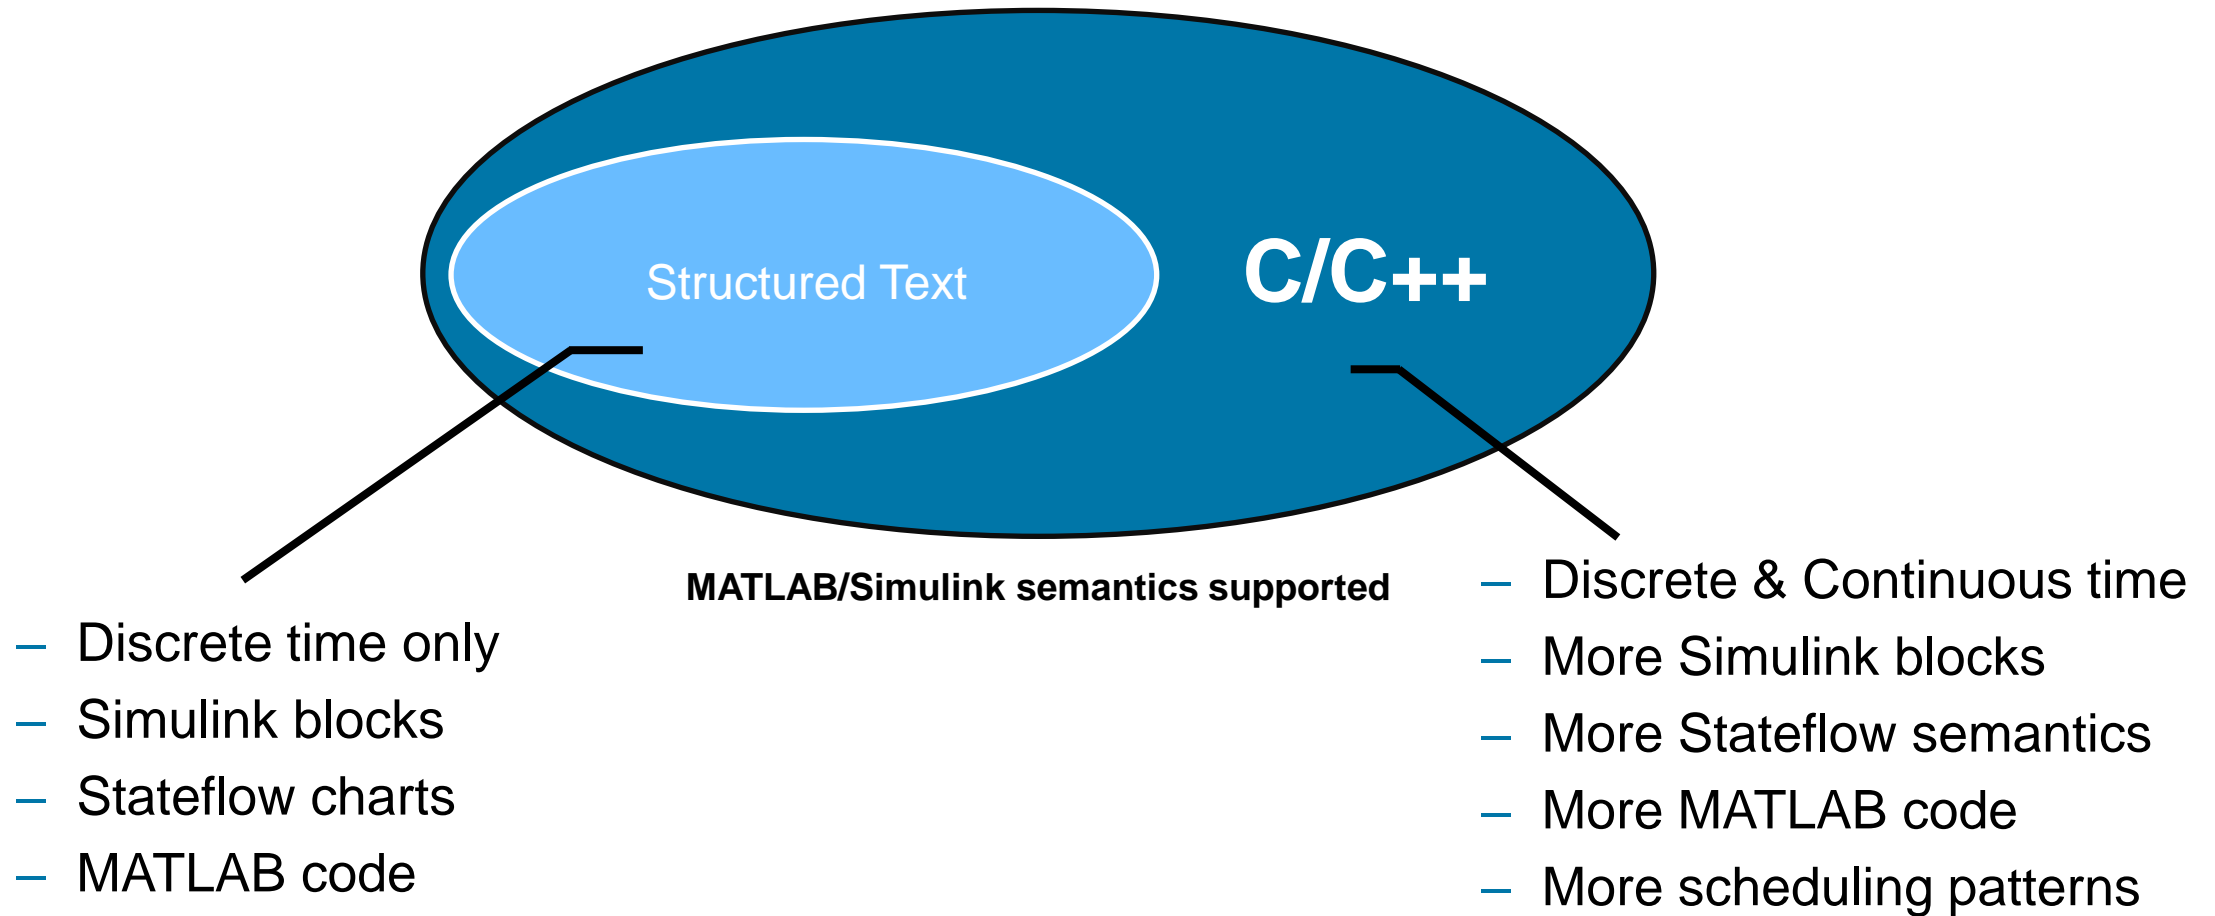 Structured Text
C/C++
MATLAB/Simulink semantics supported
– Discrete time only
– Simulink blocks
– Stateflow charts
– MATLAB code
– Discrete & Continuous time
– More Simulink blocks
– More Stateflow semantics
– More MATLAB code
– More scheduling patterns